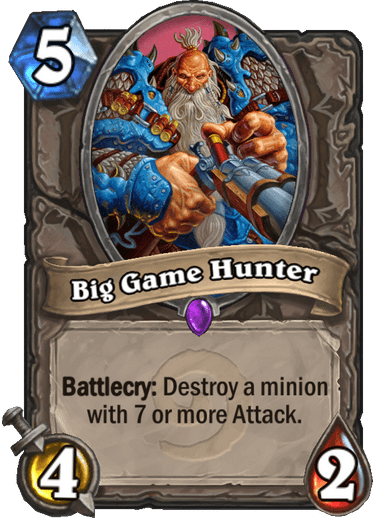 5
Big Game Hunter
Battlecry: Destroy a minion
with 7 or more Attack.
4
2